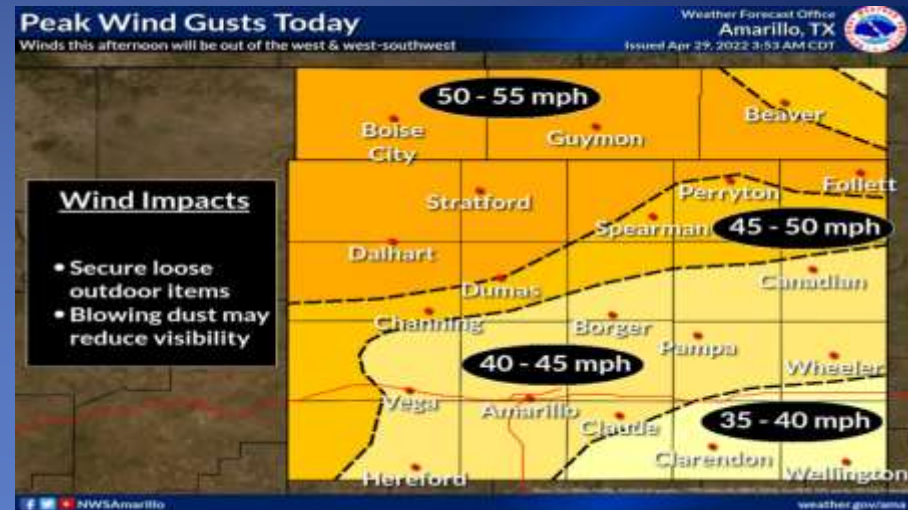 Peak Wind Gusts Today
Winds this afternoon will be out of the west & west-southwest
Weather Forecast Office
Amarillo, TX
Issued Apr 29, 2022 3:53 AM CDT
50 - 55 mph
Beaver
Boise
City
Guymon
Wind Impacts
• Secure loose
outdoor items
• Blowing dust may
reduce visibility
Stratford
Perryton
Follett
Spearman
45 - 50 mph
Dalhart
Dumas
Canadian
Channing
Borger
Pampa
40 - 45 mph
Wheeler
Vega
Amarillo
Claude
35 - 40 mph
Clarendon
Hereford
Wellington
NWSAmarillo
weather.gov/ama